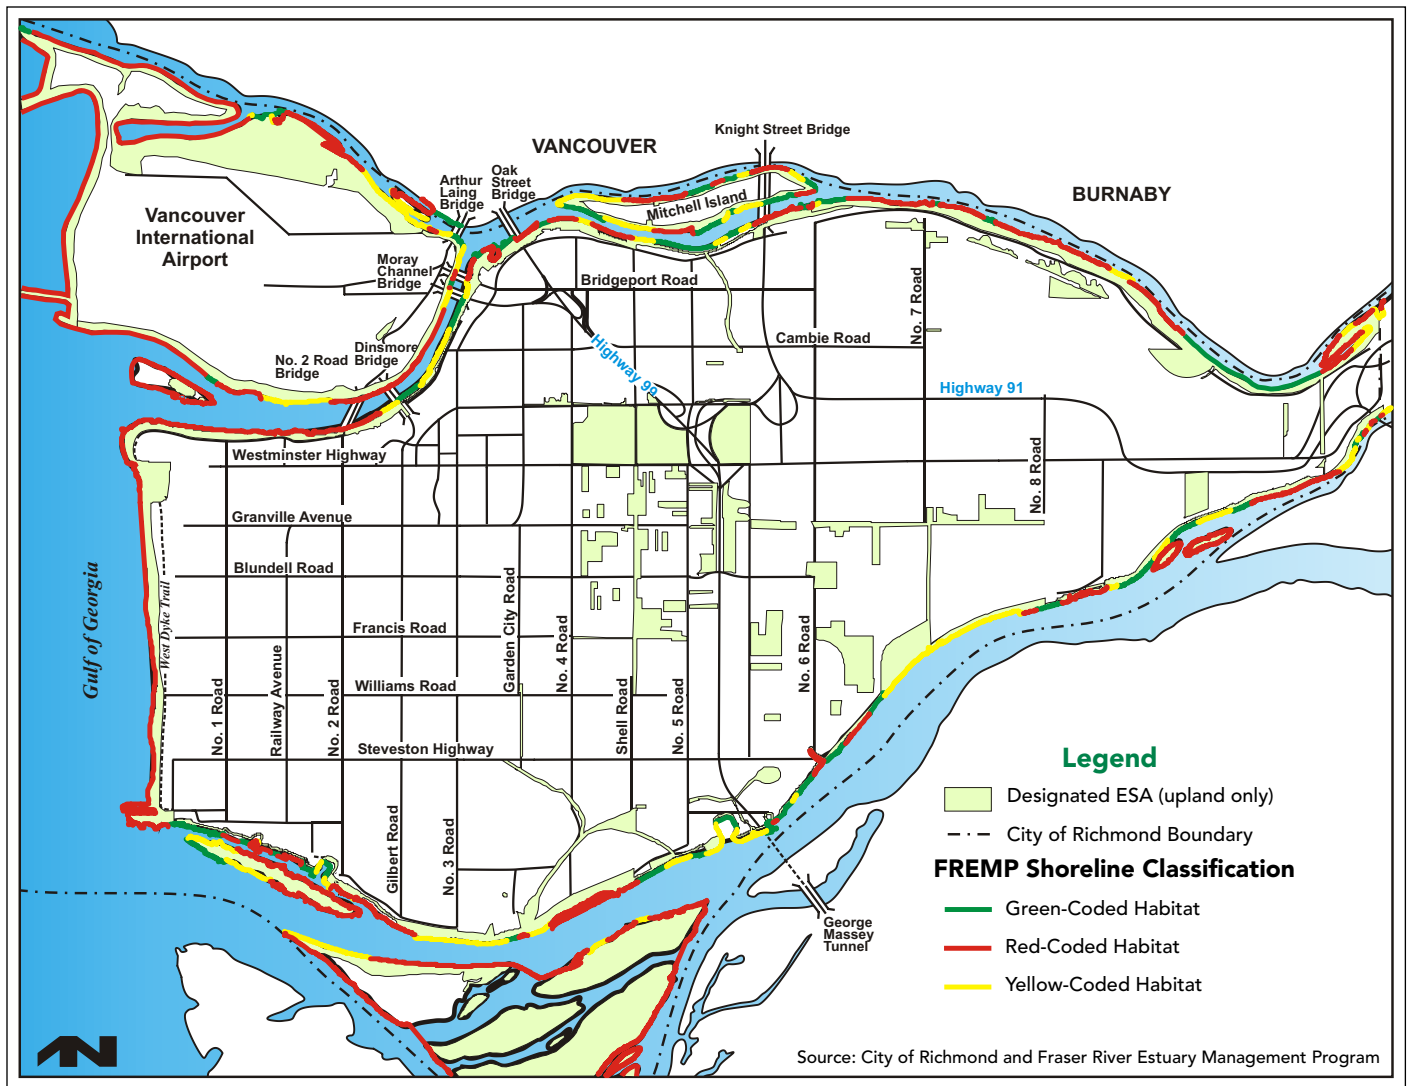 Knight Street Bridge
VANCOUVER
BURNABY
Oak
Street
Bridge
Arthur
Laing
Bridge
Mitchell Island
Vancouver
International
Airport
Moray
Channel
Bridge
Bridgeport Road
No. 7 Road
Cambie Road
Highway 99
Dinsmore
Bridge
No. 2 Road
Bridge
Highway 91
Westminster Highway
No. 8 Road
Granville Avenue
Blundell Road
Gulf of Georgia
West Dyke Trail
Garden City Road
Francis Road
No. 4 Road
No. 6 Road
Williams Road
No. 1 Road
Railway Avenue
No. 2 Road
Shell Road
No. 5 Road
Steveston Highway
Gilbert Road
No. 3 Road
George
Massey
Tunnel
Legend
Designated ESA (upland only)
City of Richmond Boundary
FREMP Shoreline Classification
Green-Coded Habitat
Red-Coded Habitat
Yellow-Coded Habitat
N
Source: City of Richmond and Fraser River Estuary Management Program